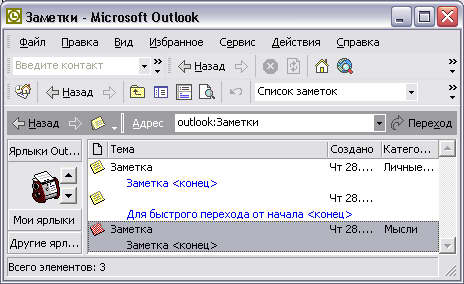 Заметки - Microsoft Outlook
Файл Правка Вид Избранное Сервис Действия Справка
Введите контакт Назад
Назад Список заметок
Назад Адрес outlook:Заметки Переход
Ярлыки Out... Тема Создано Катего...
Заметка Чт 28.... Личные...
Заметка <конец>
Чт 28....
Для быстрого перехода от начала <конец>
Мои ярлыки Заметка Чт 28.... Мысли
Другие ярл... Заметка <конец>
Всего элементов: 3